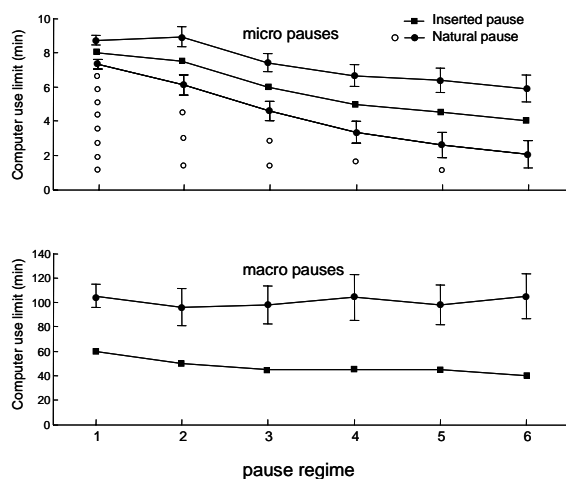 micro pauses
Inserted pause
Natural pause
Computer use limit (min)
10
8
6
4
2
0
macro pauses
Computer use limit (min)
140
120
100
80
60
40
20
0
1 2 3 4 5 6
pause regime